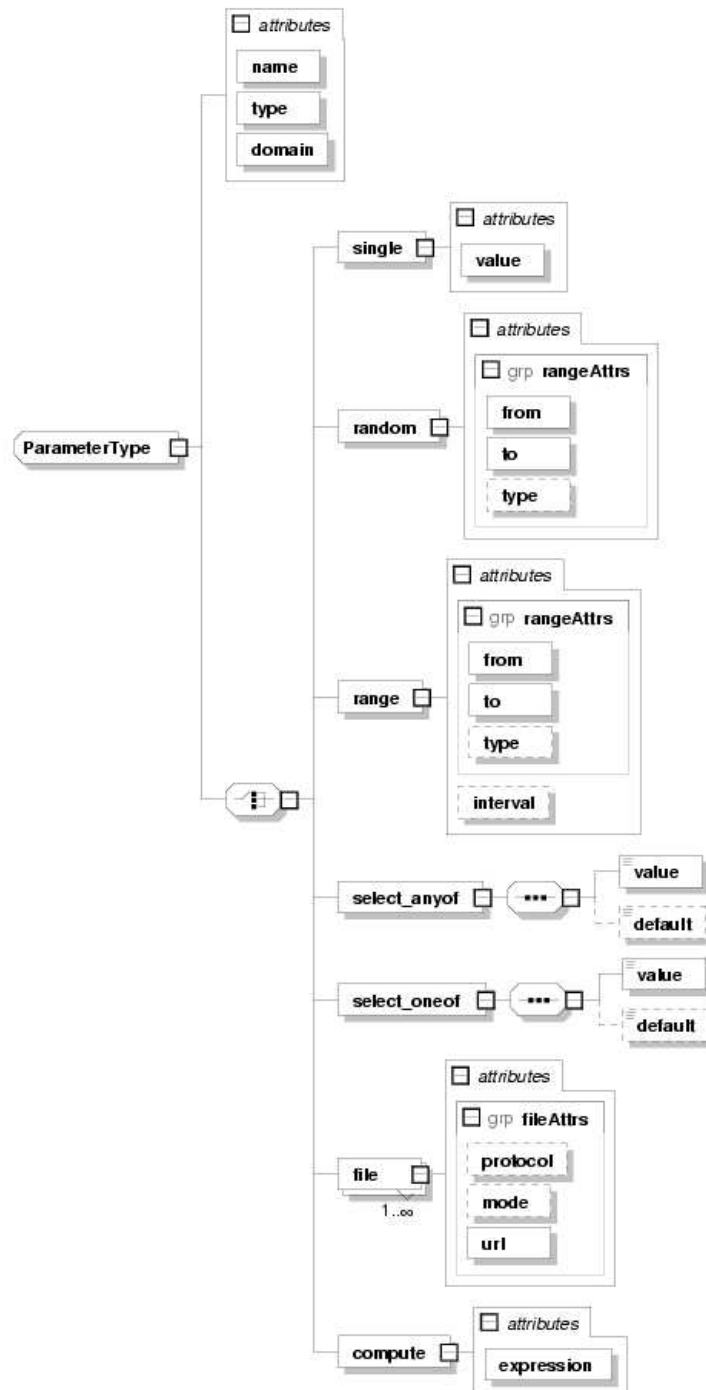 attributes
name
type
domain
attributes
single
value
attributes
grp rangeAttrs
from
random
ParameterType
to
type
attributes
grp rangeAttrs
from
range
to
type
interval
value
select_anyof
default
value
select_oneof
default
attributes
grp fileAttrs
protocol
file
mode
1..∞
url
attributes
compute
expression